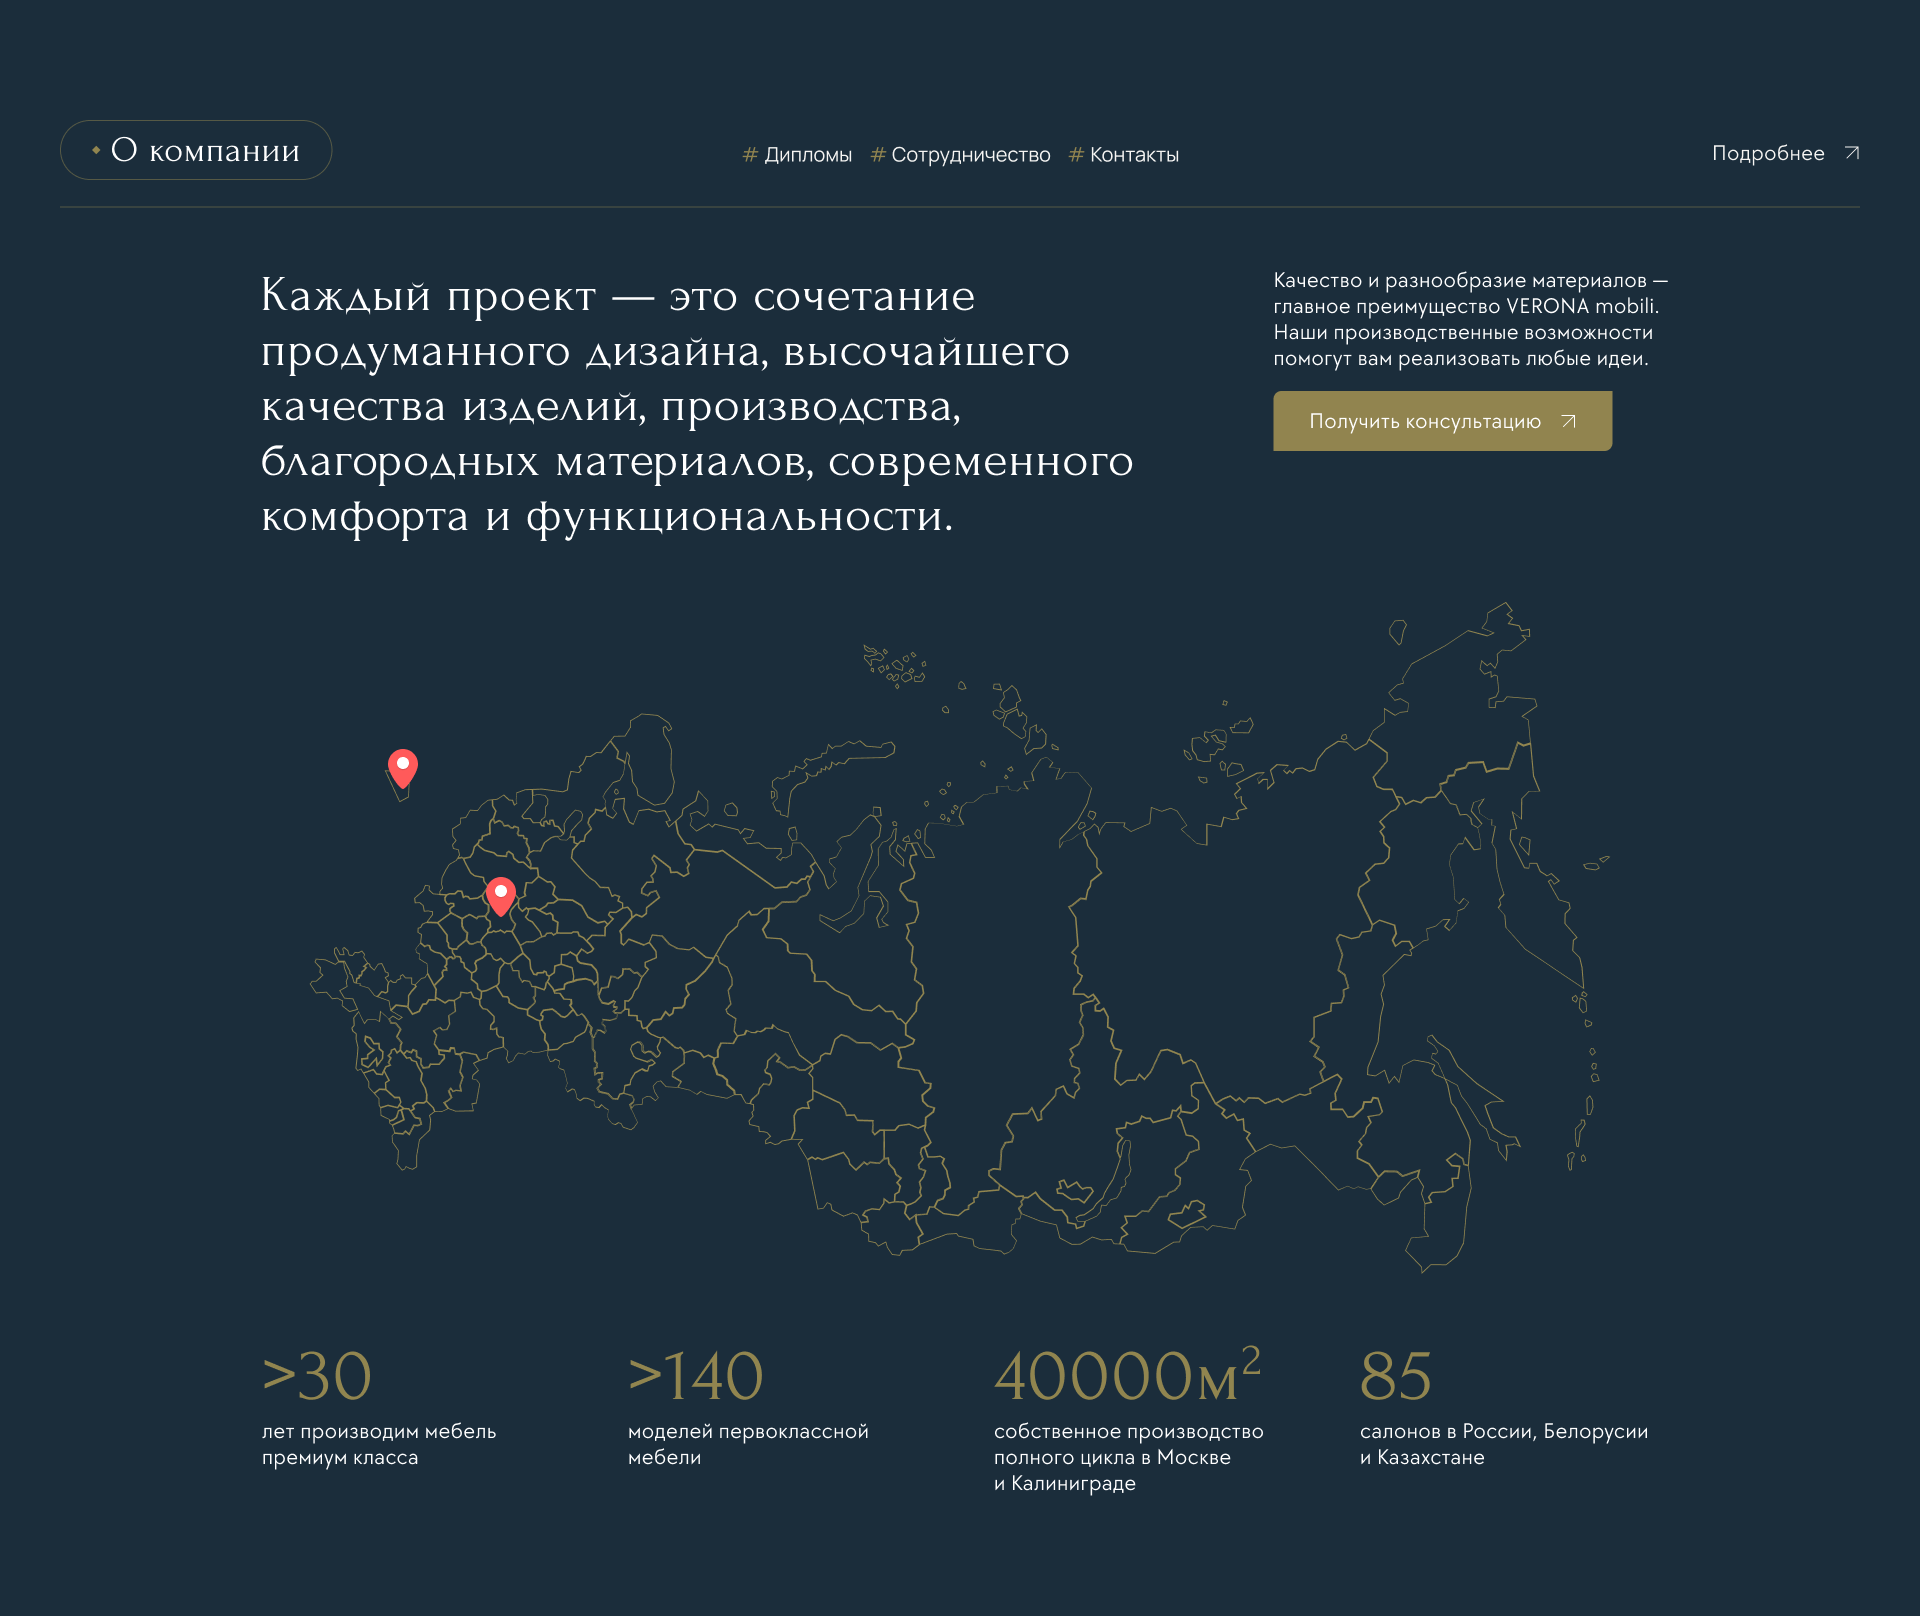 О компании
# Дипломы # Сотрудничество # Контакты
Подробнее
Каждый проект — это сочетание
продуманного дизайна, высочайшего
качества изделий, производства,
благородных материалов, современного
комфорта и функциональности.
Качество и разнообразие материалов —
главное преимущество VERONA mobili.
Наши производственные возможности
помогут вам реализовать любые идеи.
Получить консультацию
>30
лет производим мебель
премиум класса
>140
моделей первоклассной
мебели
40000м²
собственное производство
полного цикла в Москве
и Калиниграде
85
салонов в России, Белорусии
и Казахстане